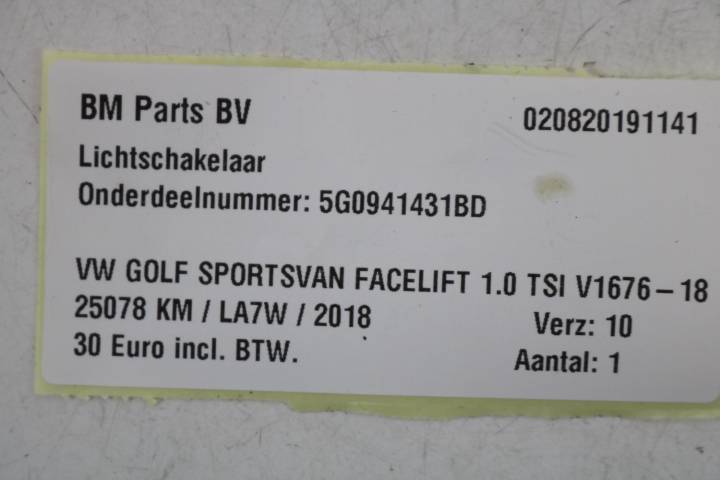 BM Parts BV 020820191141
Lichtschakelaar
Onderdeelnummer: 5G0941431BD
VW GOLF SPORTSVAN FACELIFT 1.0 TSI V1676-18
25078 KM / LA7W / 2018 Verz: 10
30 Euro incl. BTW. Aantal: 1